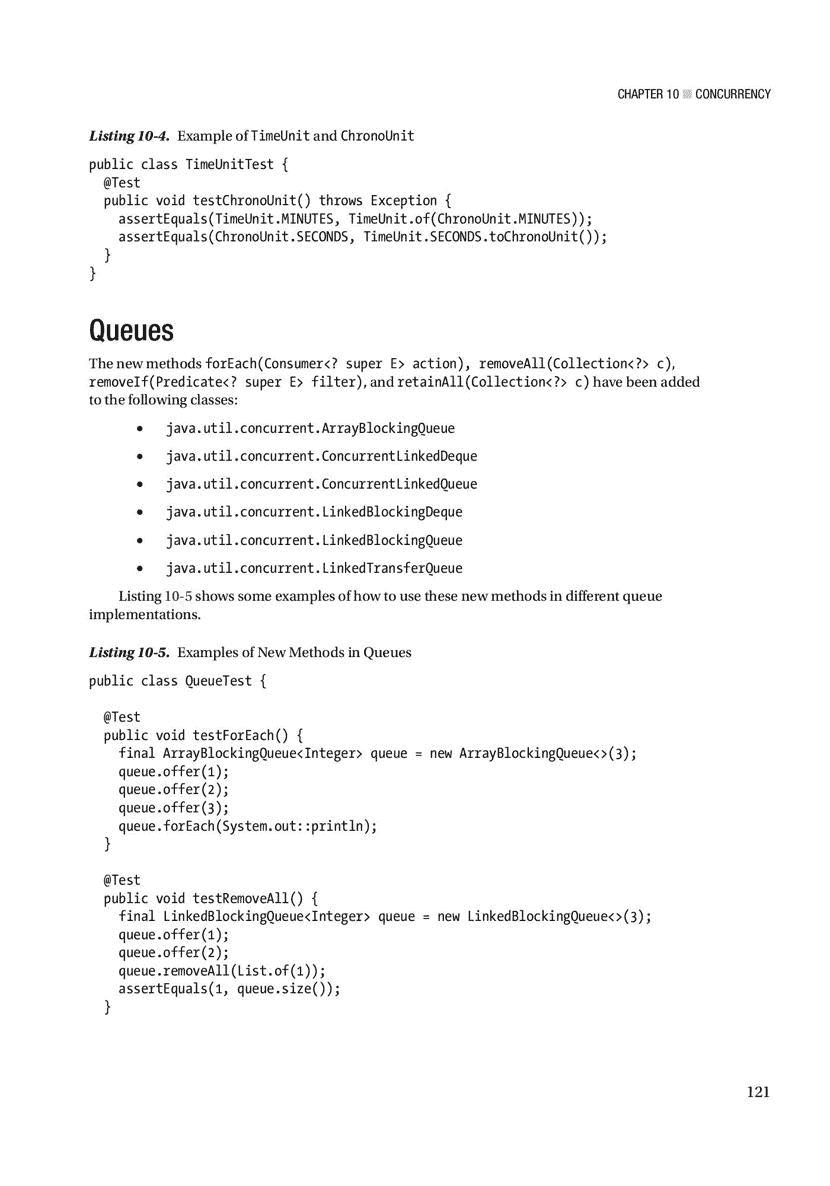 CHAPTER 10 ▒ CONCURRENCY
Listing 10-4. Example of TimeUnit and ChronoUnit
public class TimeUnitTest {
  @Test
  public void testChronoUnit() throws Exception {
    assertEquals(TimeUnit.MINUTES, TimeUnit.of(ChronoUnit.MINUTES));
    assertEquals(ChronoUnit.SECONDS, TimeUnit.SECONDS.toChronoUnit());
  }
}
Queues
The new methods forEach(Consumer<? super E> action), removeAll(Collection<?> c),
removeIf(Predicate<? super E> filter), and retainAll(Collection<?> c) have been added
to the following classes:
• java.util.concurrent.ArrayBlockingQueue
• java.util.concurrent.ConcurrentLinkedDeque
• java.util.concurrent.ConcurrentLinkedQueue
• java.util.concurrent.LinkedBlockingDeque
• java.util.concurrent.LinkedBlockingQueue
• java.util.concurrent.LinkedTransferQueue
Listing 10-5 shows some examples of how to use these new methods in different queue
implementations.
Listing 10-5. Examples of New Methods in Queues
public class QueueTest {
  @Test
  public void testForEach() {
    final ArrayBlockingQueue<Integer> queue = new ArrayBlockingQueue<>(3);
    queue.offer(1);
    queue.offer(2);
    queue.offer(3);
    queue.forEach(System.out::println);
  }
  @Test
  public void testRemoveAll() {
    final LinkedBlockingQueue<Integer> queue = new LinkedBlockingQueue<>(3);
    queue.offer(1);
    queue.offer(2);
    queue.removeAll(List.of(1));
    assertEquals(1, queue.size());
  }
121